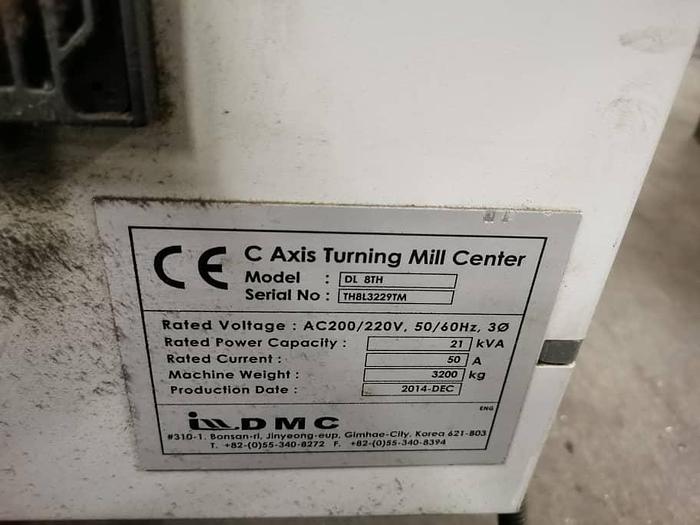 CE C Axis Turning Mill Center
Model : DL 8TH
Serial No : TH8L3229TM
Rated Voltage : AC200/220V, 50/60Hz, 3Ø
Rated Power Capacity : 21 kVA
Rated Current : 50 A
Machine Weight : 3200 kg
Production Date : 2014-DEC
ENG
DMC
#310-1, Bonsan-ri, Jinyeong-eup, Gimhae-City, Korea 621-803
T. +82-(0)55-340-8272 F. +82-(0)55-340-8394